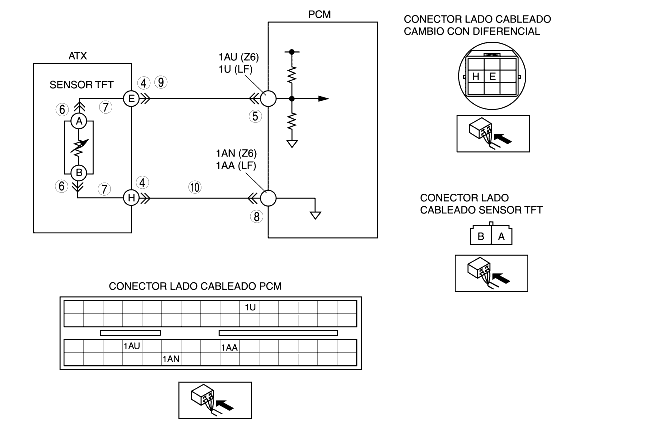 PCM
CONECTOR LADO CABLEADO
CAMBIO CON DIFERENCIAL
ATX
1AU (Z6)
1U (LF)
SENSOR TFT
4 9
E
6 7
5
A
H E
B
6 7
4
10
H
1AN (Z6)
1AA (LF)
8
CONECTOR LADO
CABLEADO SENSOR TFT
B A
CONECTOR LADO CABLEADO PCM
1U
1AU 1AA
1AN